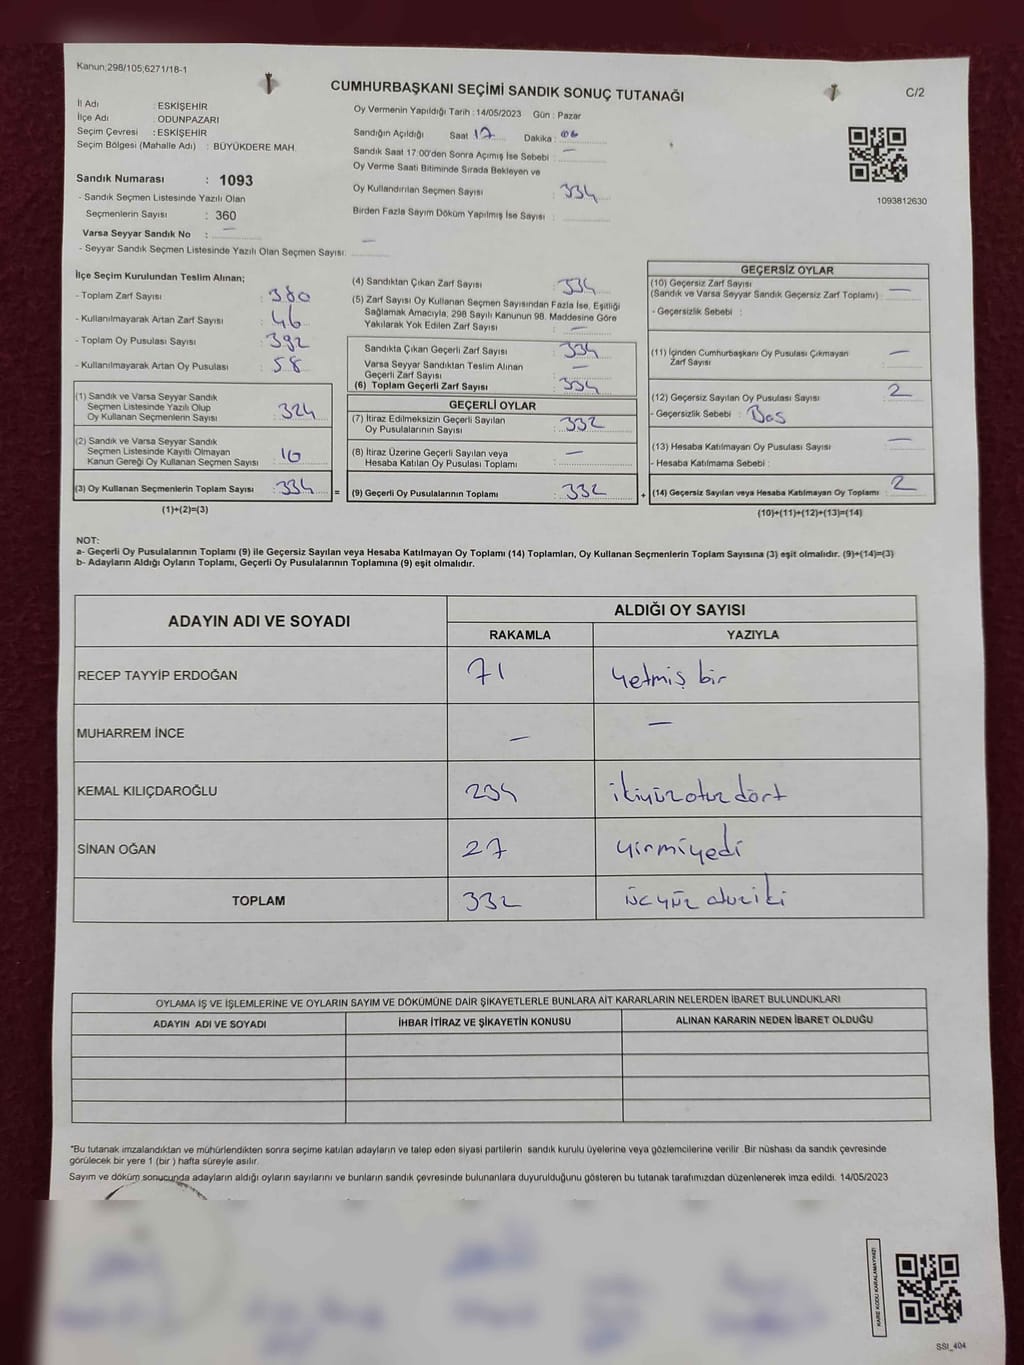 Kanun;298/105;6271/18-1
CUMHURBAŞKANI SEÇİMİ SANDIK SONUÇ TUTANAĞI
C/2
İl Adı : ESKİŞEHİR
İlçe Adı : ODUNPAZARI
Seçim Çevresi : ESKİŞEHİR
Seçim Bölgesi (Mahalle Adı) : BÜYÜKDERE MAH.
Sandık Numarası : 1093
- Sandık Seçmen Listesinde Yazılı Olan
Seçmenlerin Sayısı : 360
Varsa Seyyar Sandık No : —
- Seyyar Sandık Seçmen Listesinde Yazılı Olan Seçmen Sayısı: —
Oy Vermenin Yapıldığı Tarih : 14/05/2023 Gün : Pazar
Sandığın Açıldığı Saat 17 Dakika : 06
Sandık Saat 17:00'den Sonra Açımış İse Sebebi : —
Oy Verme Saati Bitiminde Sırada Bekleyen ve
Oy Kullandırılan Seçmen Sayısı : 334
Birden Fazla Sayım Döküm Yapılmış İse Sayısı :
1093812630
İlçe Seçim Kurulundan Teslim Alınan;
- Toplam Zarf Sayısı : 380
- Kullanılmayarak Artan Zarf Sayısı : 46
- Toplam Oy Pusulası Sayısı : 392
- Kullanılmayarak Artan Oy Pusulası : 58
(1) Sandık ve Varsa Seyyar Sandık
Seçmen Listesinde Yazılı Olup
Oy Kullanan Seçmenlerin Sayısı : 324
(2) Sandık ve Varsa Seyyar Sandık
Seçmen Listesinde Kayıtlı Olmayan
Kanun Gereği Oy Kullanan Seçmen Sayısı : 10
(3) Oy Kullanan Seçmenlerin Toplam Sayısı : 334 =
(1)+(2)=(3)
(4) Sandıktan Çıkan Zarf Sayısı : 334
(5) Zarf Sayısı Oy Kullanan Seçmen Sayısından Fazla İse, Eşitliği
Sağlamak Amacıyla, 298 Sayılı Kanunun 98. Maddesine Göre
Yakılarak Yok Edilen Zarf Sayısı : —
Sandıkta Çıkan Geçerli Zarf Sayısı : 334
Varsa Seyyar Sandıktan Teslim Alınan
Geçerli Zarf Sayısı : —
(6) Toplam Geçerli Zarf Sayısı : 334
GEÇERLİ OYLAR
(7) İtiraz Edilmeksizin Geçerli Sayılan
Oy Pusulalarının Sayısı : 332
(8) İtiraz Üzerine Geçerli Sayılan veya
Hesaba Katılan Oy Pusulası Toplamı : —
(9) Geçerli Oy Pusulalarının Toplamı : 332 +
GEÇERSİZ OYLAR
(10) Geçersiz Zarf Sayısı
(Sandık ve Varsa Seyyar Sandık Geçersiz Zarf Toplamı) : —
- Geçersizlik Sebebi :
(11) İçinden Cumhurbaşkanı Oy Pusulası Çıkmayan
Zarf Sayısı : —
(12) Geçersiz Sayılan Oy Pusulası Sayısı : 2
- Geçersizlik Sebebi : Boş
(13) Hesaba Katılmayan Oy Pusulası Sayısı : —
- Hesaba Katılmama Sebebi :
(14) Geçersiz Sayılan veya Hesaba Katılmayan Oy Toplamı : 2
(10)+(11)+(12)+(13)=(14)
NOT:
a- Geçerli Oy Pusulalarının Toplamı (9) ile Geçersiz Sayılan veya Hesaba Katılmayan Oy Toplamı (14) Toplamları, Oy Kullanan Seçmenlerin Toplam Sayısına (3) eşit olmalıdır. (9)+(14)=(3)
b- Adayların Aldığı Oyların Toplamı, Geçerli Oy Pusulalarının Toplamına (9) eşit olmalıdır.
ADAYIN ADI VE SOYADI ALDIĞI OY SAYISI
RAKAMLA YAZIYLA
RECEP TAYYİP ERDOĞAN 71 yetmiş bir
MUHARREM İNCE — —
KEMAL KILIÇDAROĞLU 234 ikiyüzotuz dört
SİNAN OĞAN 27 yirmiyedi
TOPLAM 332 üçyüz otuziki
OYLAMA İŞ VE İŞLEMLERİNE VE OYLARIN SAYIM VE DÖKÜMÜNE DAİR ŞİKAYETLERLE BUNLARA AİT KARARLARIN NELERDEN İBARET BULUNDUKLARI
ADAYIN ADI VE SOYADI İHBAR İTİRAZ VE ŞİKAYETİN KONUSU ALINAN KARARIN NEDEN İBARET OLDUĞU
"Bu tutanak imzalandıktan ve mühürlendikten sonra seçime katılan adayların ve talep eden siyasi partilerin sandık kurulu üyelerine veya gözlemcilerine verilir. Bir nüshası da sandık çevresinde
görülecek bir yere 1 (bir ) hafta süreyle asılır.
Sayım ve döküm sonucunda adayların aldığı oyların sayılarını ve bunların sandık çevresinde bulunanlara duyurulduğunu gösteren bu tutanak tarafımızdan düzenlenerek imza edildi. 14/05/2023
KARE KODU KARALAMAYINIZ!
SSİ_404